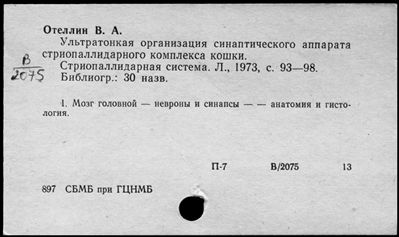 Отеллин В. А.
Ультратонкая организация синаптического аппарата
стриопаллидарного комплекса кошки.
В
2075
Стриопаллидарная система. Л., 1973, с. 93—98.
Библиогр.: 30 назв.
1. Мозг головной — невроны и синапсы — — анатомия и гисто-
логия.
П-7 В/2075 13
897 СБМБ при ГЦНМБ